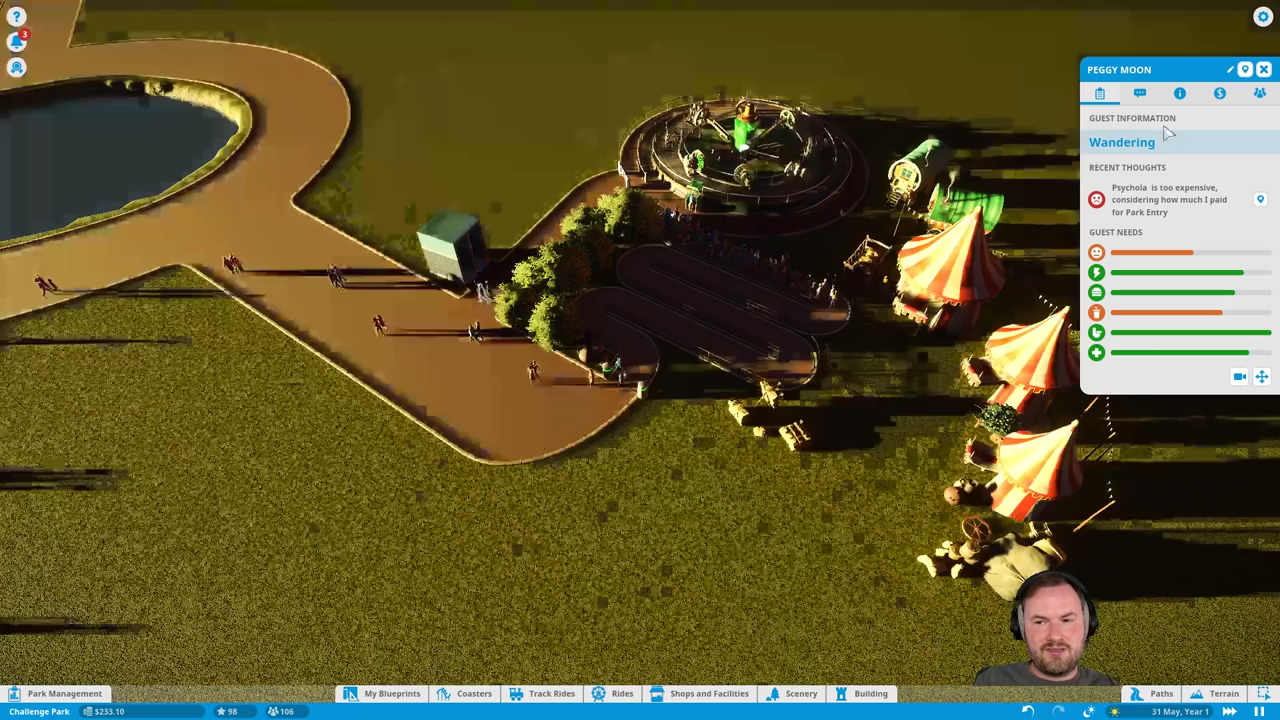 3
PEGGY MOON
GUEST INFORMATION
Wandering
RECENT THOUGHTS
Psychola is too expensive,
considering how much I paid
for Park Entry
GUEST NEEDS
Park Management
My Blueprints
Coasters
Track Rides
Rides
Shops and Facilities
Scenery
Building
Paths
Terrain
Challenge Park
$233.10
98
106
31 May, Year 1